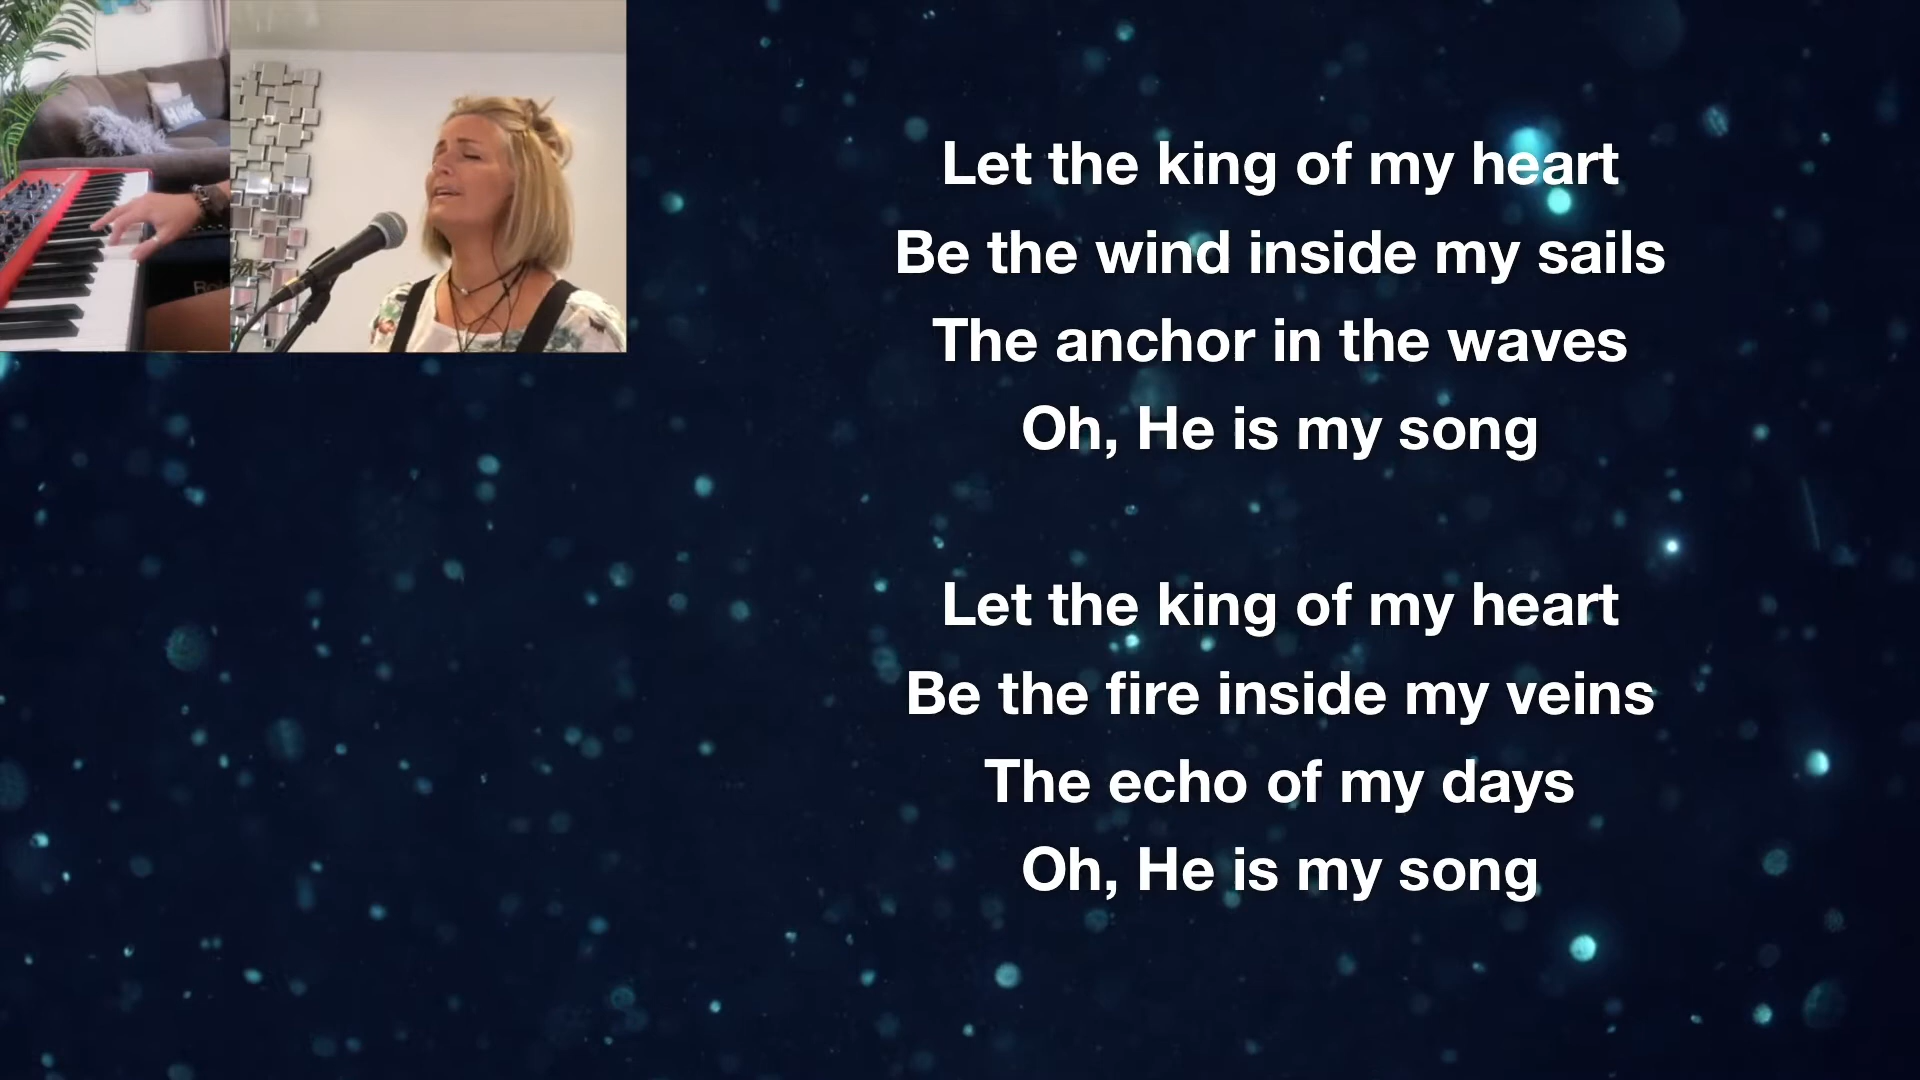 Let the king of my heart
Be the wind inside my sails
The anchor in the waves
Oh, He is my song
Let the king of my heart
Be the fire inside my veins
The echo of my days
Oh, He is my song